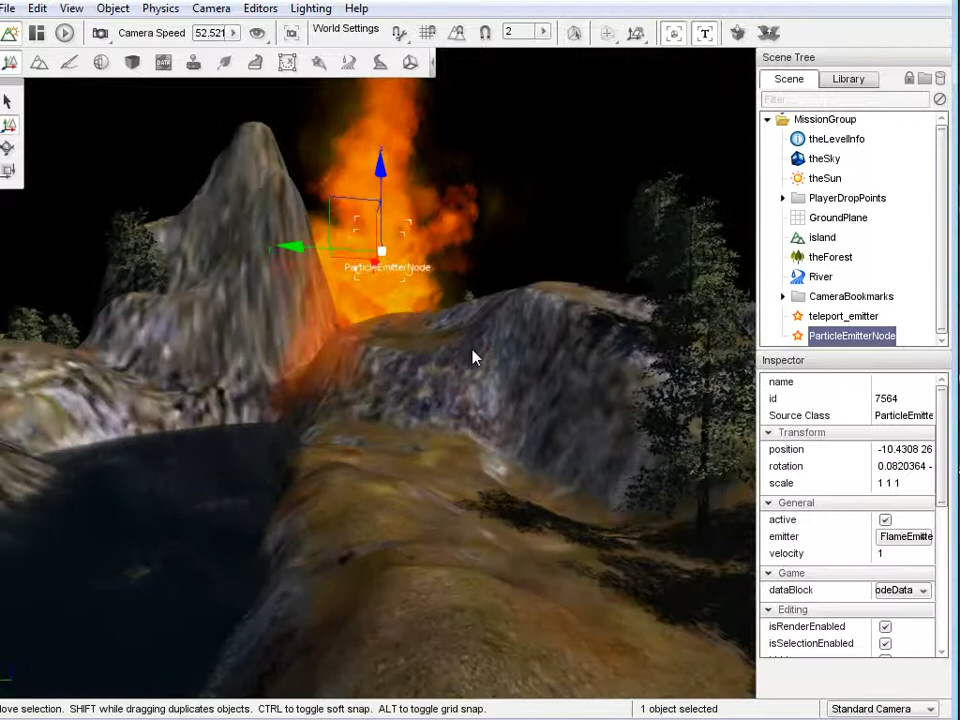 File Edit View Object Physics Camera Editors Lighting Help
Camera Speed 52.521 World Settings 2 T
DATA
Scene Tree
Scene Library
Filter...
MissionGroup
theLevelInfo
theSky
theSun
PlayerDropPoints
GroundPlane
island
theForest
River
CameraBookmarks
teleport_emitter
ParticleEmitterNode
ParticleEmitterNode
Inspector
name
id 7564
Source Class ParticleEmitte
Transform
position -10.4308 26
rotation 0.0820364 -
scale 1 1 1
General
active
emitter FlameEmitte
velocity 1
Game
dataBlock odeData
Editing
isRenderEnabled
isSelectionEnabled
love selection. SHIFT while dragging duplicates objects. CTRL to toggle soft snap. ALT to toggle grid snap. 1 object selected Standard Camera